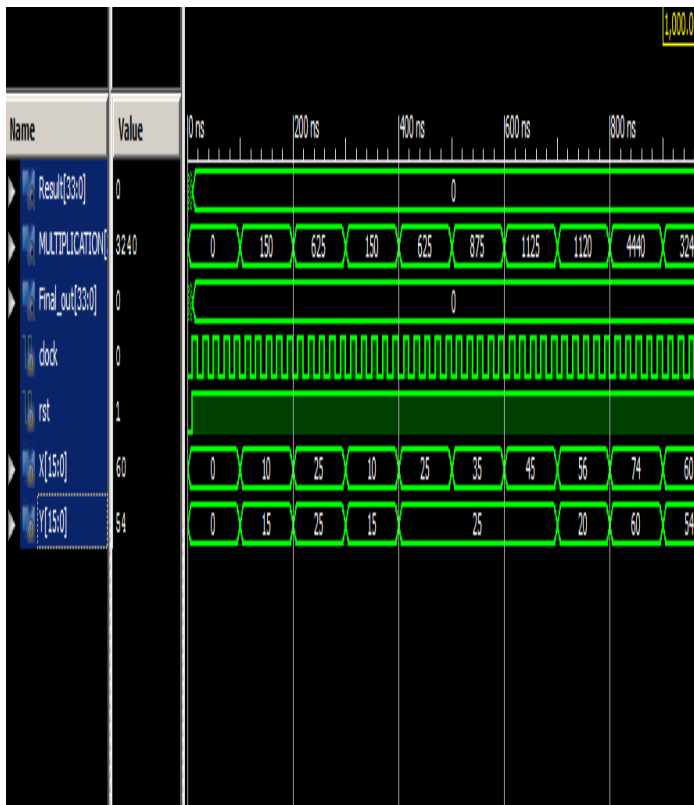 1,000.0
Name Value 0 ns 200 ns 400 ns 600 ns 800 ns
Result[33:0] 0 0
MULTIPLICATION[ 3240 0 150 625 150 625 875 1125 1120 4440 324
Final_out[33:0] 0 0
clock 0
rst 1
X[15:0] 60 0 10 25 10 25 35 45 56 74 60
Y[15:0] 54 0 15 25 15 25 20 60 54